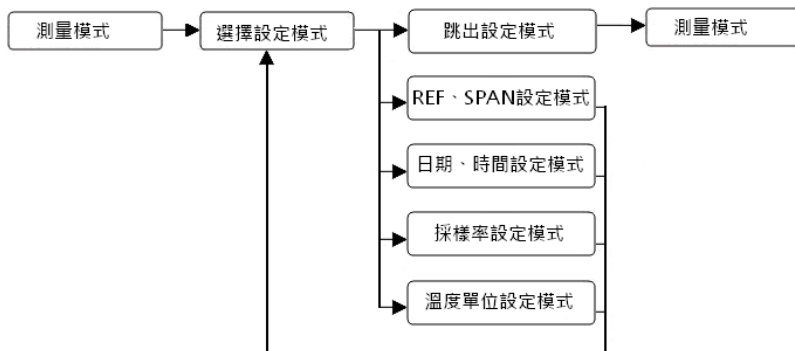 測量模式
選擇設定模式
跳出設定模式
測量模式
REF、SPAN設定模式
日期、時間設定模式
採樣率設定模式
溫度單位設定模式